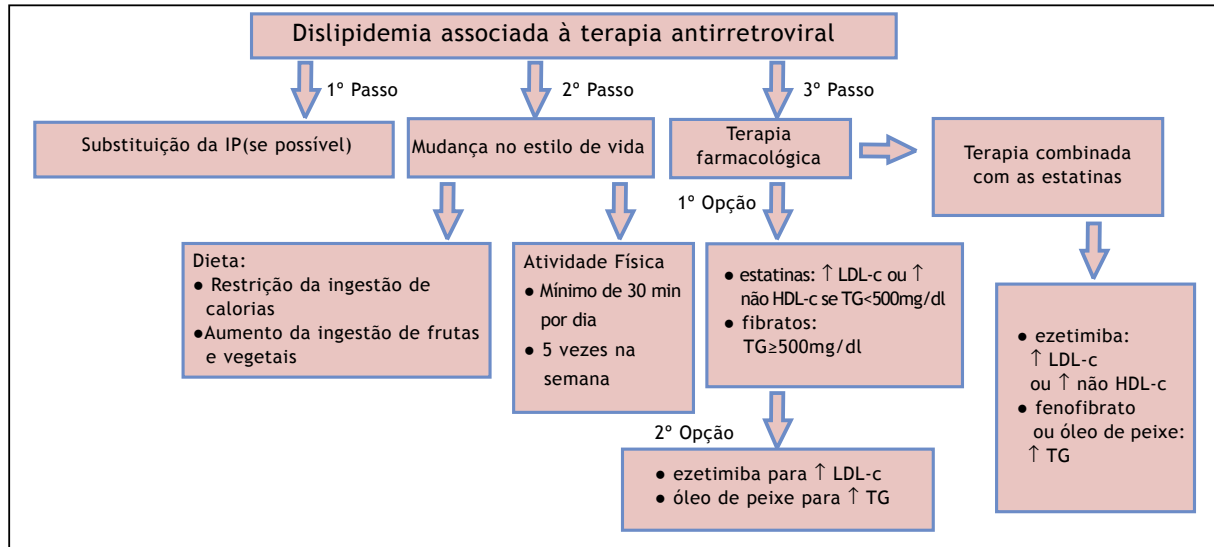 Dislipidemia associada à terapia antirretroviral
1º Passo
2º Passo
3º Passo
Substituição da IP(se possível)
Mudança no estilo de vida
Terapia
farmacológica
Terapia combinada
com as estatinas
1º Opção
Dieta:
● Restrição da ingestão de
calorias
●Aumento da ingestão de frutas
e vegetais
Atividade Física
● Mínimo de 30 min
por dia
● 5 vezes na
semana
● estatinas: ↑ LDL-c ou ↑
não HDL-c se TG<500mg/dl
● fibratos:
TG≥500mg/dl
● ezetimiba:
↑ LDL-c
ou ↑ não HDL-c
● fenofibrato
ou óleo de peixe:
↑ TG
2º Opção
● ezetimiba para ↑ LDL-c
● óleo de peixe para ↑ TG